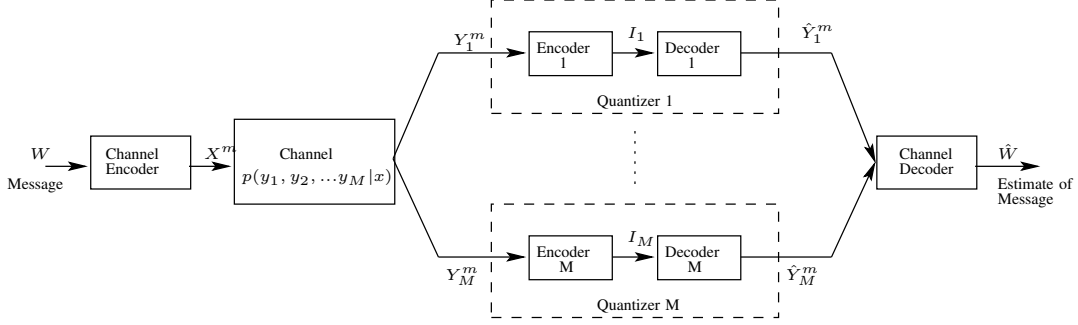 W
Message
Channel
Encoder
X^m
Channel
p(y_1, y_2, ...y_M|x)
Y_1^m
Encoder
1
I_1
Decoder
1
Ŷ_1^m
Quantizer 1
Y_M^m
Encoder
M
I_M
Decoder
M
Ŷ_M^m
Quantizer M
Channel
Decoder
Ŵ
Estimate of
Message